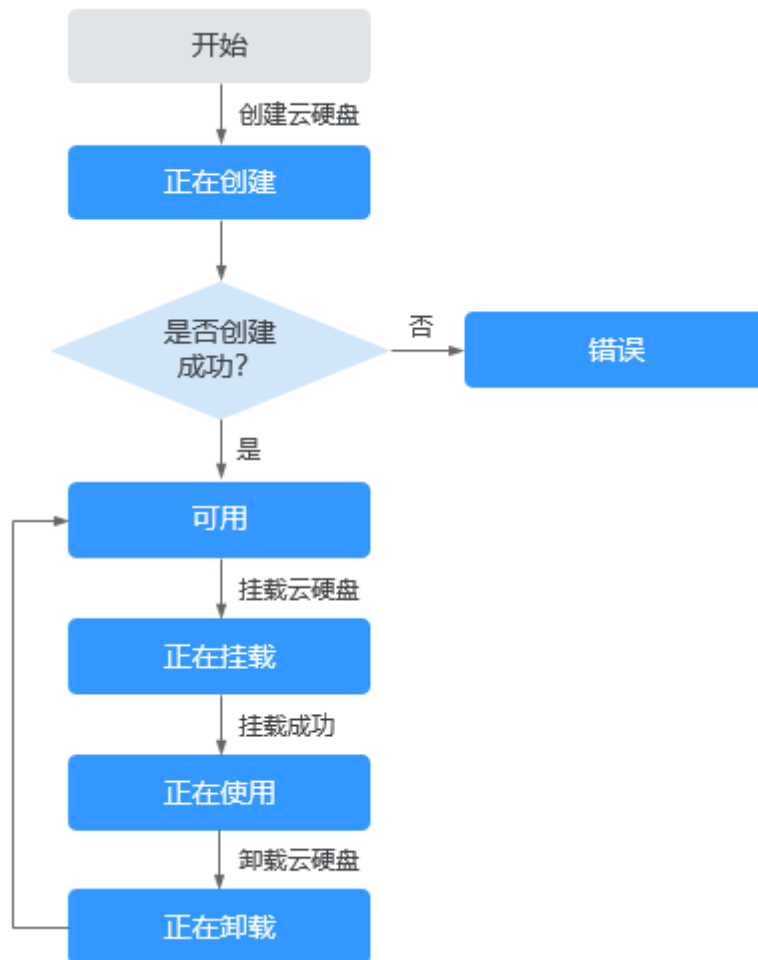 开始
创建云硬盘
正在创建
是否创建
成功?
否
错误
是
可用
挂载云硬盘
正在挂载
挂载成功
正在使用
卸载云硬盘
正在卸载